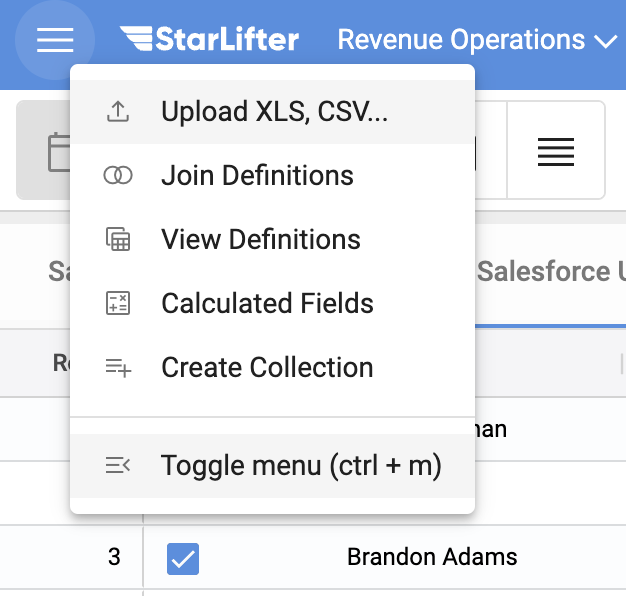 StarLifter Revenue Operations
Upload XLS, CSV...
Join Definitions
View Definitions
Salesforce
Calculated Fields
Create Collection
Toggle menu (ctrl + m)
3 Brandon Adams